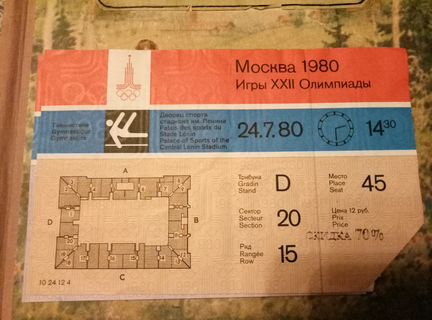 Москва 1980
Игры XXII Олимпиады
Гимнастика
Gymnastique
Gymnastics
Дворец спорта
стадиона им. Ленина
Palais des sports du
Stade Lénin
Palace of Sports of the
Central Lenin Stadium
24.7.80
14 30
A
B
C
D
Трибуна
Gradin
Stand
D
Место
Place
Seat
45
Сектор
Secteur
Section
20
Цена 12 руб.
Prix
Price
СКИДКА 70%
Ряд
Rangée
Row
15
10 24 12 4